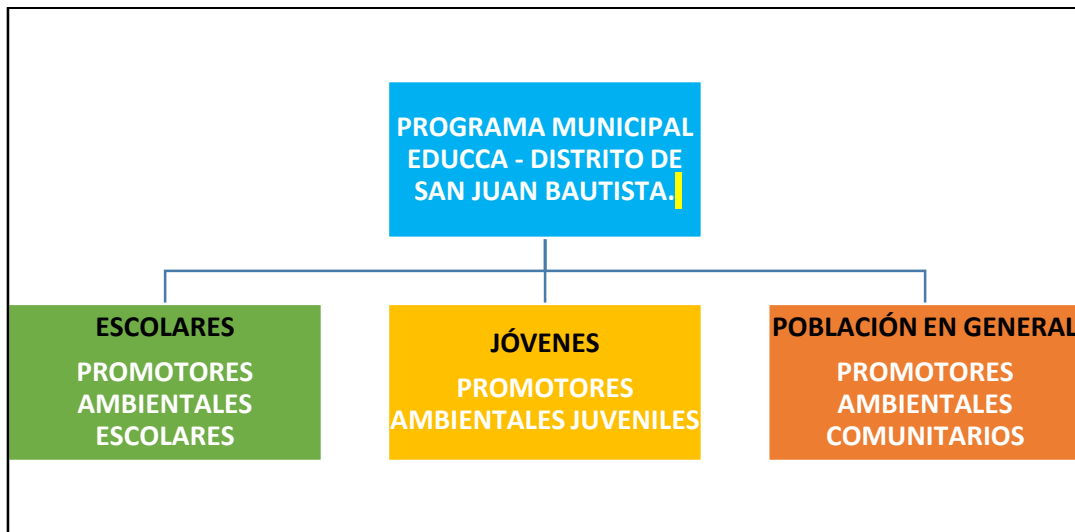 PROGRAMA MUNICIPAL
EDUCCA - DISTRITO DE
SAN JUAN BAUTISTA.
ESCOLARES
PROMOTORES
AMBIENTALES
ESCOLARES
JÓVENES
PROMOTORES
AMBIENTALES JUVENILES
POBLACIÓN EN GENERAL
PROMOTORES
AMBIENTALES
COMUNITARIOS